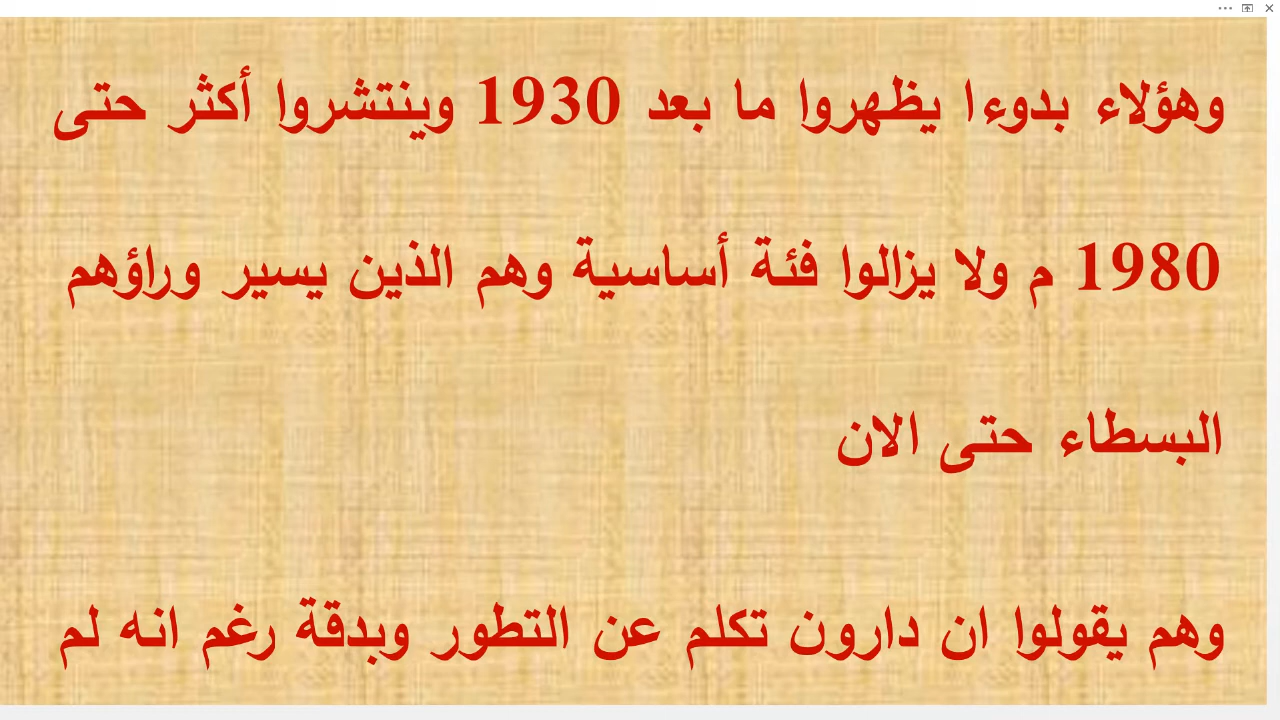 وهؤلاء بدوءا يظهروا ما بعد 1930 وينتشروا أكثر حتى
1980 م ولا يزالوا فئة أساسية وهم الذين يسير وراؤهم
البسطاء حتى الان
وهم يقولوا ان دارون تكلم عن التطور وبدقة رغم انه لم